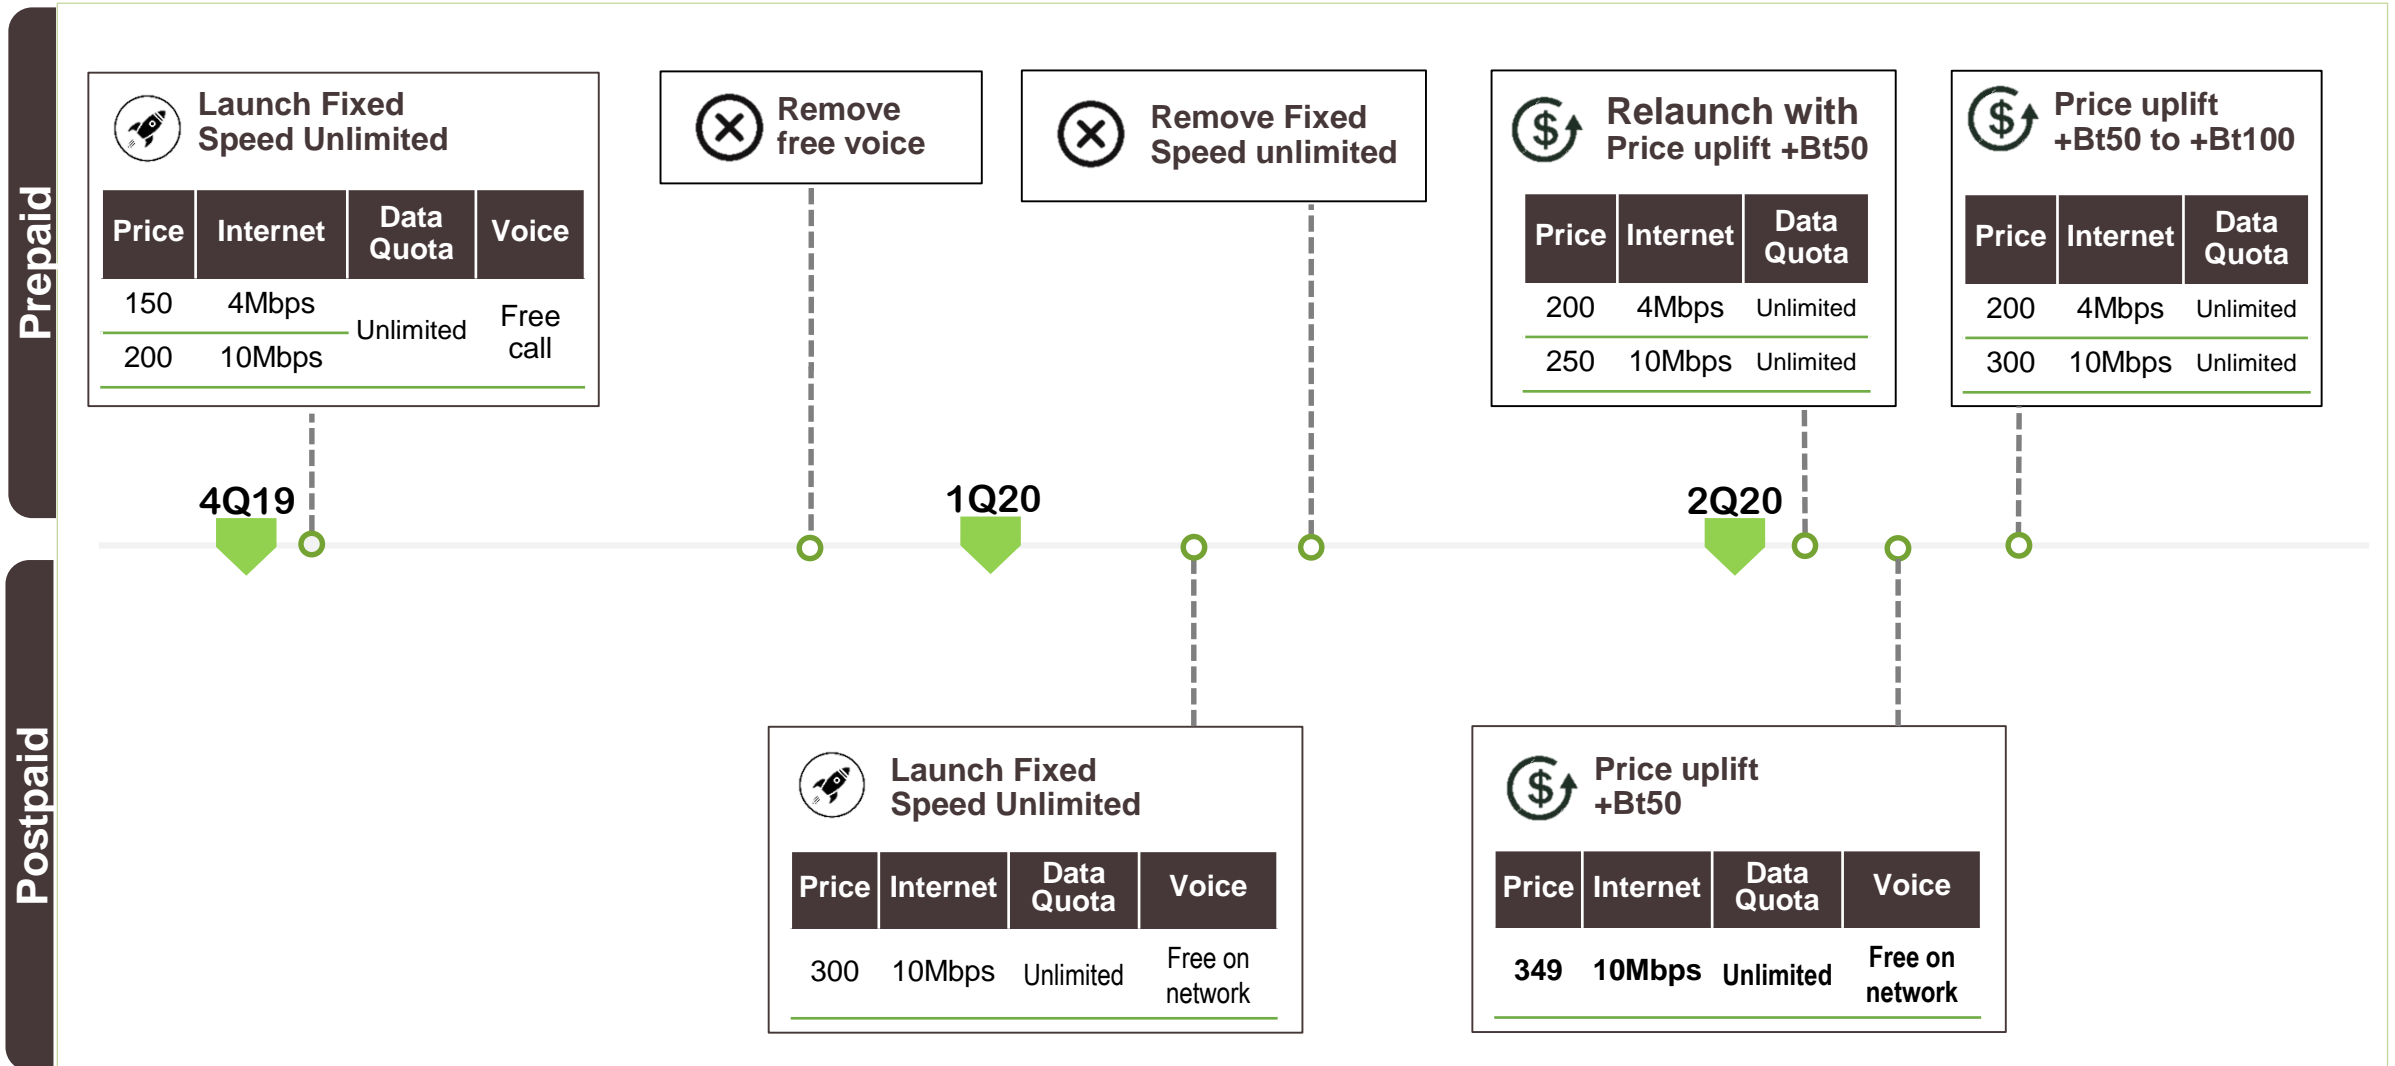 Prepaid
Launch Fixed
Speed Unlimited
Price Internet Data Quota Voice
150 4Mbps Unlimited Free call
200 10Mbps
Remove
free voice
Remove Fixed
Speed unlimited
Relaunch with
Price uplift +Bt50
Price Internet Data Quota
200 4Mbps Unlimited
250 10Mbps Unlimited
Price uplift
+Bt50 to +Bt100
Price Internet Data Quota
200 4Mbps Unlimited
300 10Mbps Unlimited
4Q19
1Q20
2Q20
Postpaid
Launch Fixed
Speed Unlimited
Price Internet Data Quota Voice
300 10Mbps Unlimited Free on network
Price uplift
+Bt50
Price Internet Data Quota Voice
349 10Mbps Unlimited Free on network